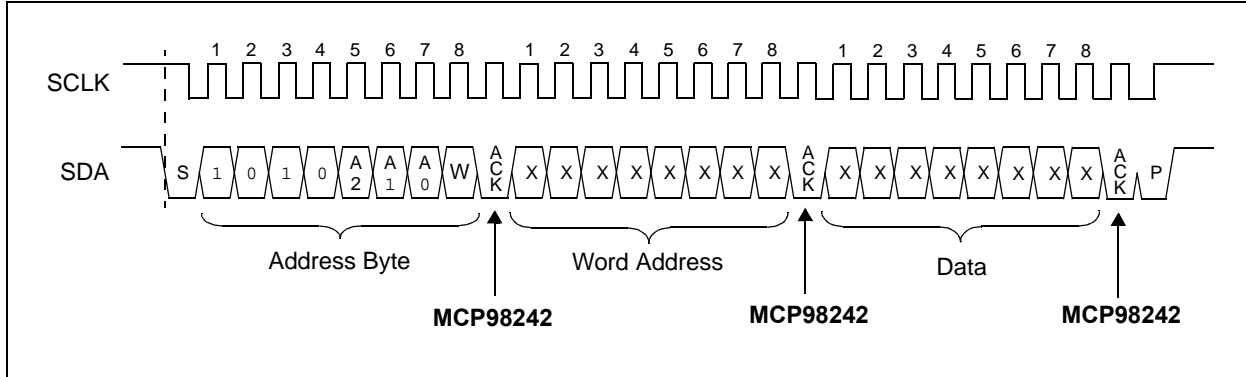 1 2 3 4 5 6 7 8 1 2 3 4 5 6 7 8 1 2 3 4 5 6 7 8
SCLK
SDA S 1 0 1 0 A2 A1 A0 W ACK X X X X X X X X ACK X X X X X X X X ACK P
Address Byte Word Address Data
MCP98242 MCP98242 MCP98242